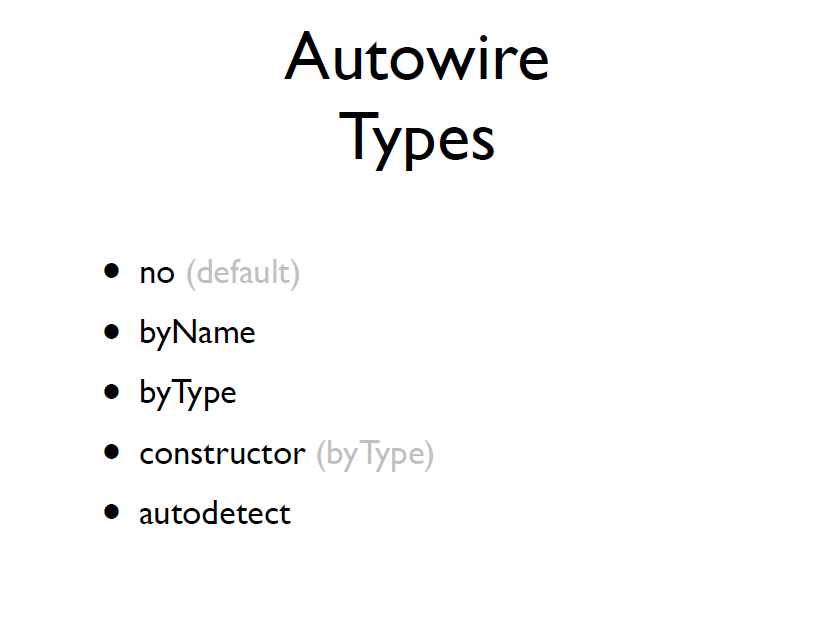 Autowire
Types
• no (default)
• byName
• byType
• constructor (byType)
• autodetect